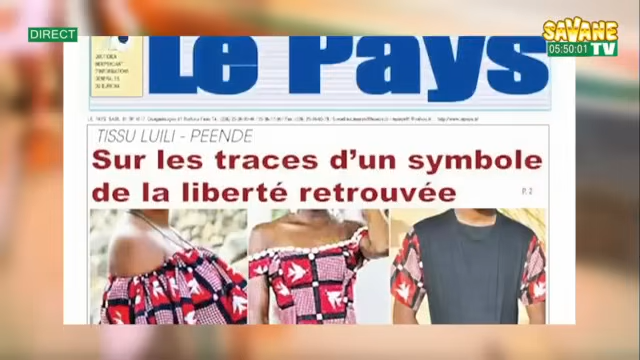 DIRECT
SAVANE
TV
05:50:01
Le Pays
TISSU LUILI - PEENDE
Sur les traces d'un symbole
de la liberté retrouvée
P. 2